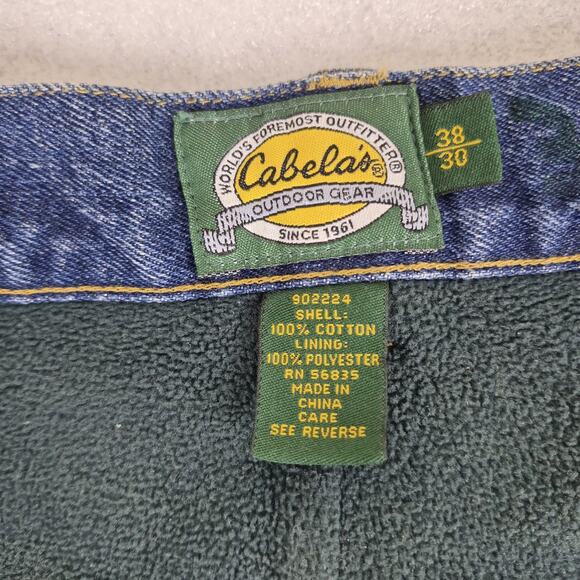 WORLD'S FOREMOST OUTFITTER®
Cabela's®
OUTDOOR GEAR
SINCE 1961
38
30
902224
SHELL:
100% COTTON
LINING:
100% POLYESTER
RN 56835
MADE IN
CHINA
CARE
SEE REVERSE